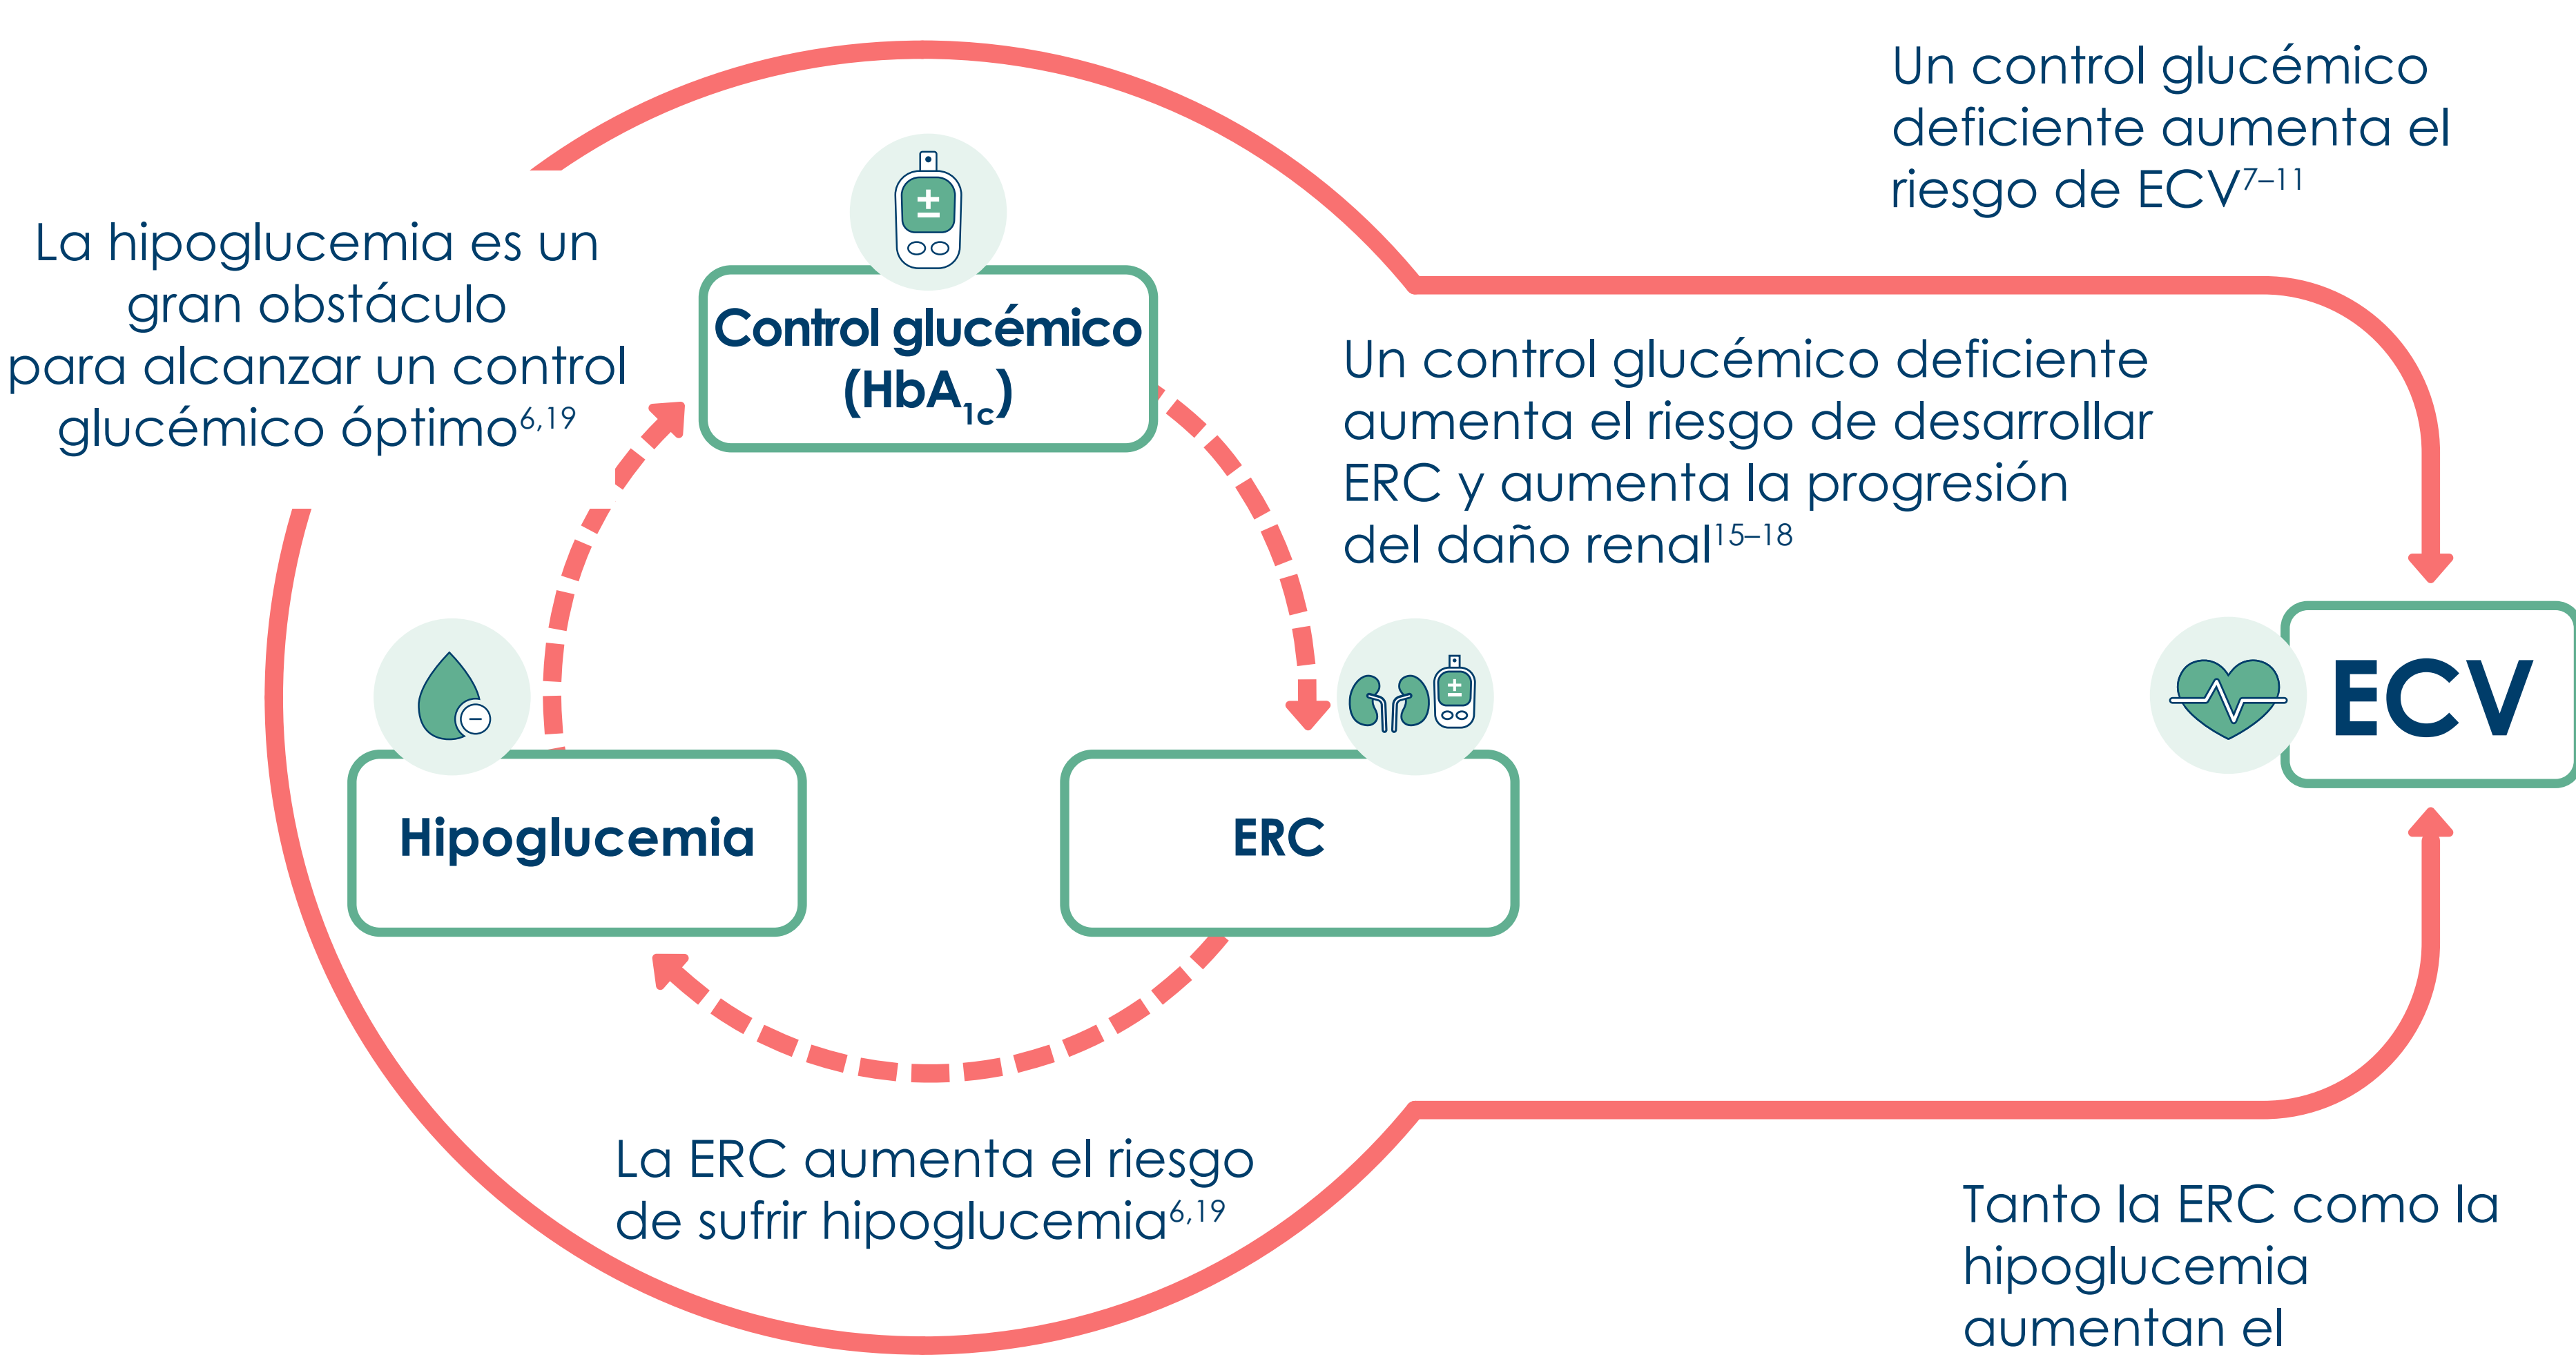 Un control glucémico
deficiente aumenta el
riesgo de ECV7–11
La hipoglucemia es un
gran obstáculo
para alcanzar un control
glucémico óptimo6,19
±
Control glucémico
(HbA1c)
Un control glucémico deficiente
aumenta el riesgo de desarrollar
ERC y aumenta la progresión
del daño renal15–18
±
ECV
Hipoglucemia
ERC
La ERC aumenta el riesgo
de sufrir hipoglucemia6,19
Tanto la ERC como la
hipoglucemia
aumentan el